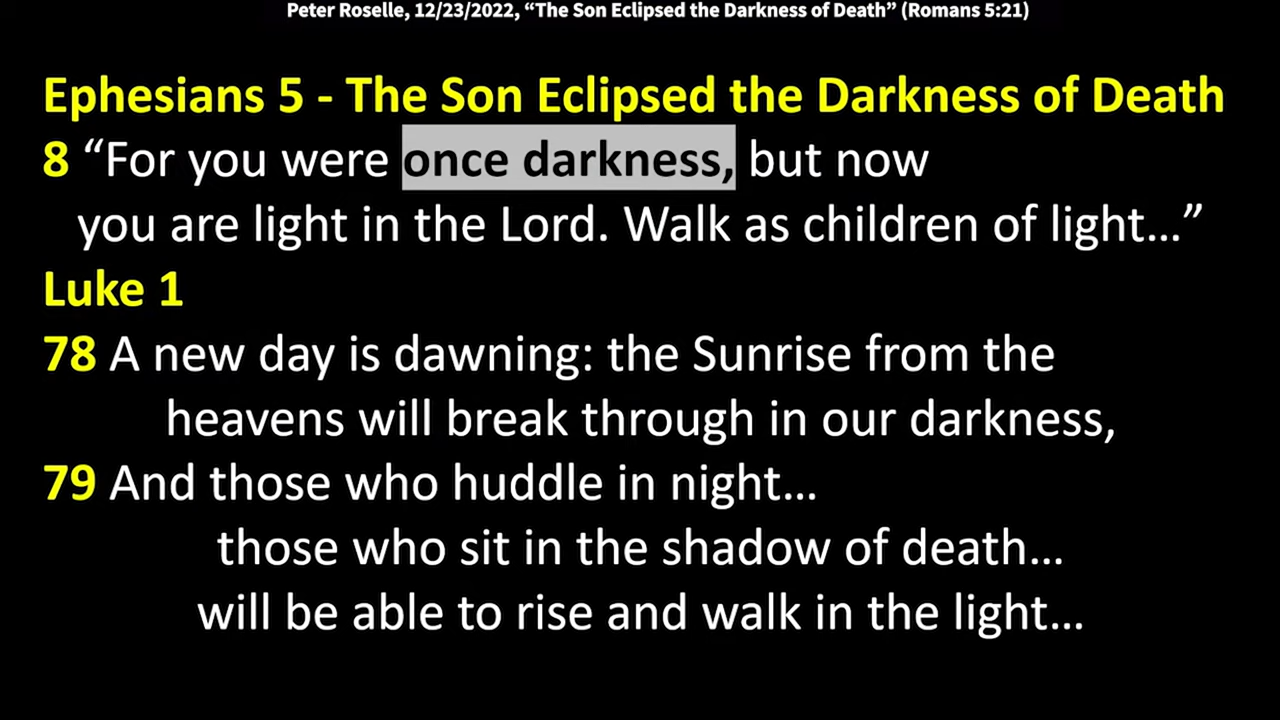 Peter Roselle, 12/23/2022, “The Son Eclipsed the Darkness of Death” (Romans 5:21)
Ephesians 5 - The Son Eclipsed the Darkness of Death
8 “For you were once darkness, but now
you are light in the Lord. Walk as children of light…”
Luke 1
78 A new day is dawning: the Sunrise from the
heavens will break through in our darkness,
79 And those who huddle in night…
those who sit in the shadow of death…
will be able to rise and walk in the light…